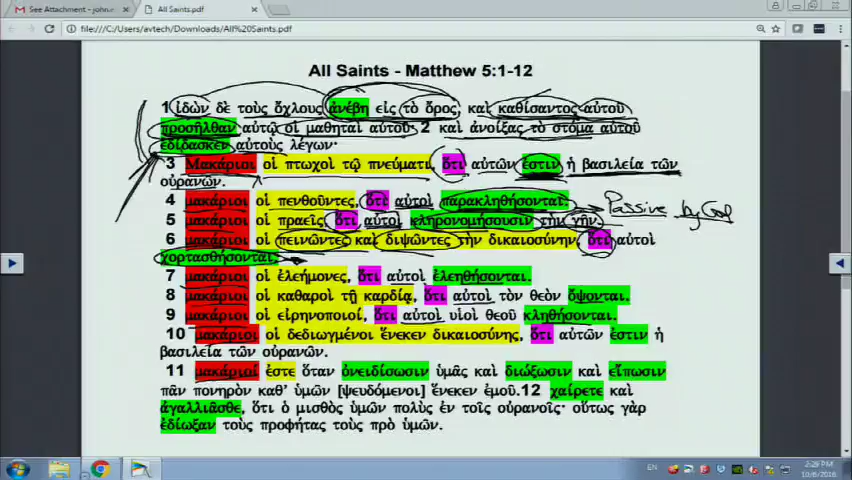 See Attachment - john.c
All Saints.pdf
file:///C:/Users/avtech/Downloads/All%20Saints.pdf
All Saints - Matthew 5:1-12
1 ἰδὼν δὲ τοὺς ὄχλους ἀνέβη εἰς τὸ ὄρος, καὶ καθίσαντος αὐτοῦ
προσῆλθαν αὐτῷ οἱ μαθηταὶ αὐτοῦ· 2 καὶ ἀνοίξας τὸ στόμα αὐτοῦ
ἐδίδασκεν αὐτοὺς λέγων·
3 Μακάριοι οἱ πτωχοὶ τῷ πνεύματι, ὅτι αὐτῶν ἐστιν ἡ βασιλεία τῶν
οὐρανῶν.
4 μακάριοι οἱ πενθοῦντες, ὅτι αὐτοὶ παρακληθήσονται. Passive by God
5 μακάριοι οἱ πραεῖς, ὅτι αὐτοὶ κληρονομήσουσιν τὴν γῆν.
6 μακάριοι οἱ πεινῶντες καὶ διψῶντες τὴν δικαιοσύνην, ὅτι αὐτοὶ
χορτασθήσονται.
7 μακάριοι οἱ ἐλεήμονες, ὅτι αὐτοὶ ἐλεηθήσονται.
8 μακάριοι οἱ καθαροὶ τῇ καρδίᾳ, ὅτι αὐτοὶ τὸν θεὸν ὄψονται.
9 μακάριοι οἱ εἰρηνοποιοί, ὅτι αὐτοὶ υἱοὶ θεοῦ κληθήσονται.
10 μακάριοι οἱ δεδιωγμένοι ἕνεκεν δικαιοσύνης, ὅτι αὐτῶν ἐστιν ἡ
βασιλεία τῶν οὐρανῶν.
11 μακάριοί ἐστε ὅταν ὀνειδίσωσιν ὑμᾶς καὶ διώξωσιν καὶ εἴπωσιν
πᾶν πονηρὸν καθ' ὑμῶν [ψευδόμενοι] ἕνεκεν ἐμοῦ.12 χαίρετε καὶ
ἀγαλλιᾶσθε, ὅτι ὁ μισθὸς ὑμῶν πολὺς ἐν τοῖς οὐρανοῖς· οὕτως γὰρ
ἐδίωξαν τοὺς προφήτας τοὺς πρὸ ὑμῶν.
EN
2:29 PM
10/6/2016